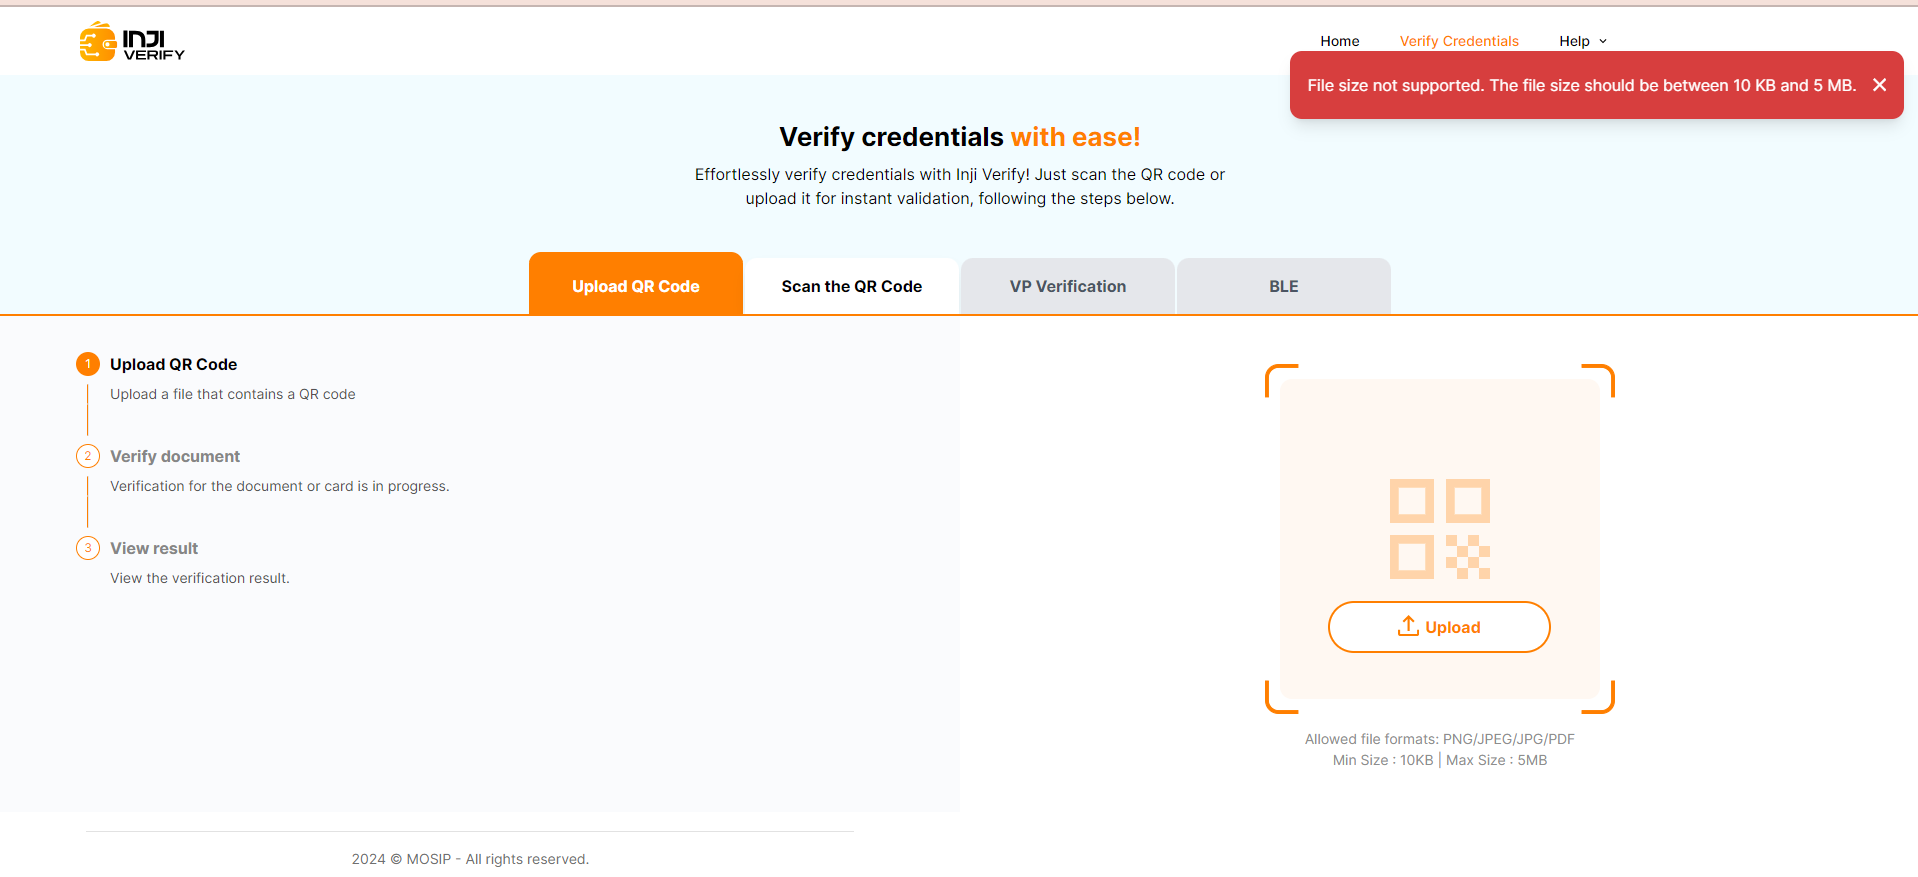 INJI
VERIFY
Home
Verify Credentials
Help
File size not supported. The file size should be between 10 KB and 5 MB.
Verify credentials with ease!
Effortlessly verify credentials with Inji Verify! Just scan the QR code or
upload it for instant validation, following the steps below.
Upload QR Code
Scan the QR Code
VP Verification
BLE
1 Upload QR Code
Upload a file that contains a QR code
2 Verify document
Verification for the document or card is in progress.
3 View result
View the verification result.
Upload
Allowed file formats: PNG/JPEG/JPG/PDF
Min Size : 10KB | Max Size : 5MB
2024 © MOSIP - All rights reserved.